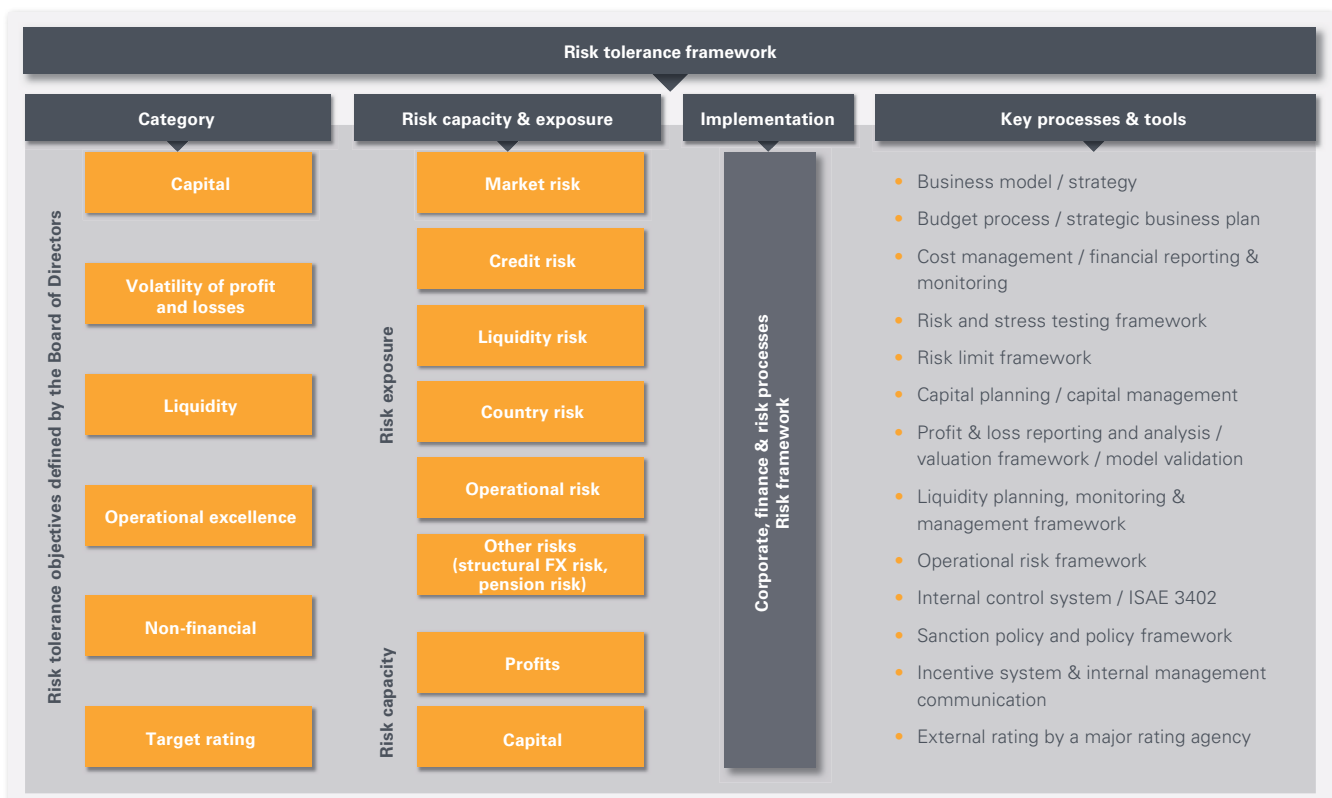 Risk tolerance framework
Category
Risk capacity & exposure
Implementation
Key processes & tools
Risk tolerance objectives defined by the Board of Directors
Capital
Volatility of profit
and losses
Liquidity
Operational excellence
Non-financial
Target rating
Risk exposure
Market risk
Credit risk
Liquidity risk
Country risk
Operational risk
Other risks
(structural FX risk,
pension risk)
Risk capacity
Profits
Capital
Corporate, finance & risk processes
Risk framework
• Business model / strategy
• Budget process / strategic business plan
• Cost management / financial reporting &
monitoring
• Risk and stress testing framework
• Risk limit framework
• Capital planning / capital management
• Profit & loss reporting and analysis /
valuation framework / model validation
• Liquidity planning, monitoring &
management framework
• Operational risk framework
• Internal control system / ISAE 3402
• Sanction policy and policy framework
• Incentive system & internal management
communication
• External rating by a major rating agency